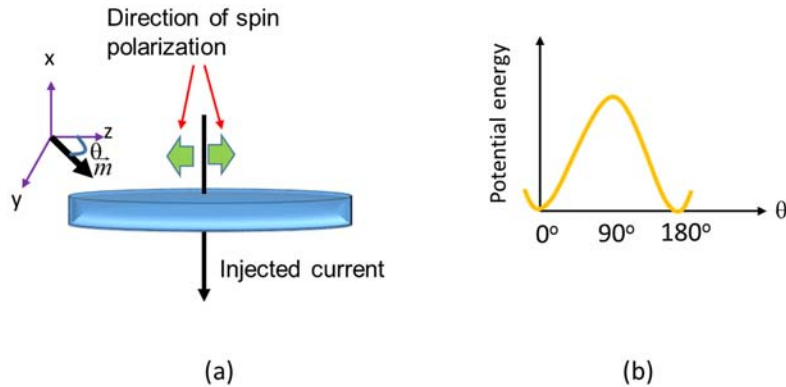 Direction of spin
polarization
x
z
θ
m
y
Injected current
(a)
Potential energy
0° 90° 180°
θ
(b)